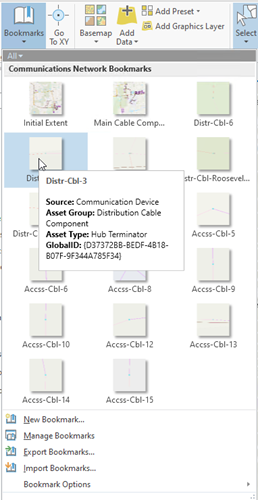 Bookmarks Go To XY Basemap Add Data Add Preset Add Graphics Layer Select
All
Communications Network Bookmarks
Initial Extent Main Cable Comp... Distr-Cbl-6
Distr-Cbl-Roosevel...
Distr-Cbl-3
Source: Communication Device
Asset Group: Distribution Cable
Component
Asset Type: Hub Terminator
GlobalID: {D37372BB-BEDF-4B18-
B07F-9F344A785F34}
Accss-Cbl-5
Accss-Cbl-6 Accss-Cbl-8 Accss-Cbl-9
Accss-Cbl-10 Accss-Cbl-12 Accss-Cbl-13
Accss-Cbl-14 Accss-Cbl-15
New Bookmark...
Manage Bookmarks
Export Bookmarks...
Import Bookmarks...
Bookmark Options